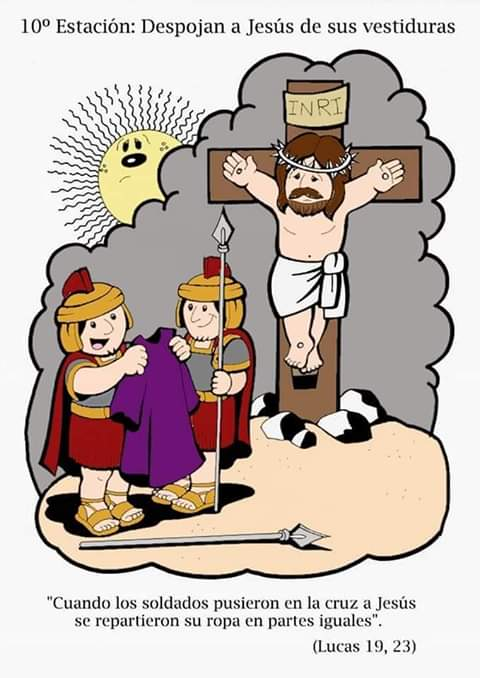 10º Estación: Despojan a Jesús de sus vestiduras
INRI
"Cuando los soldados pusieron en la cruz a Jesús
se repartieron su ropa en partes iguales".
(Lucas 19, 23)